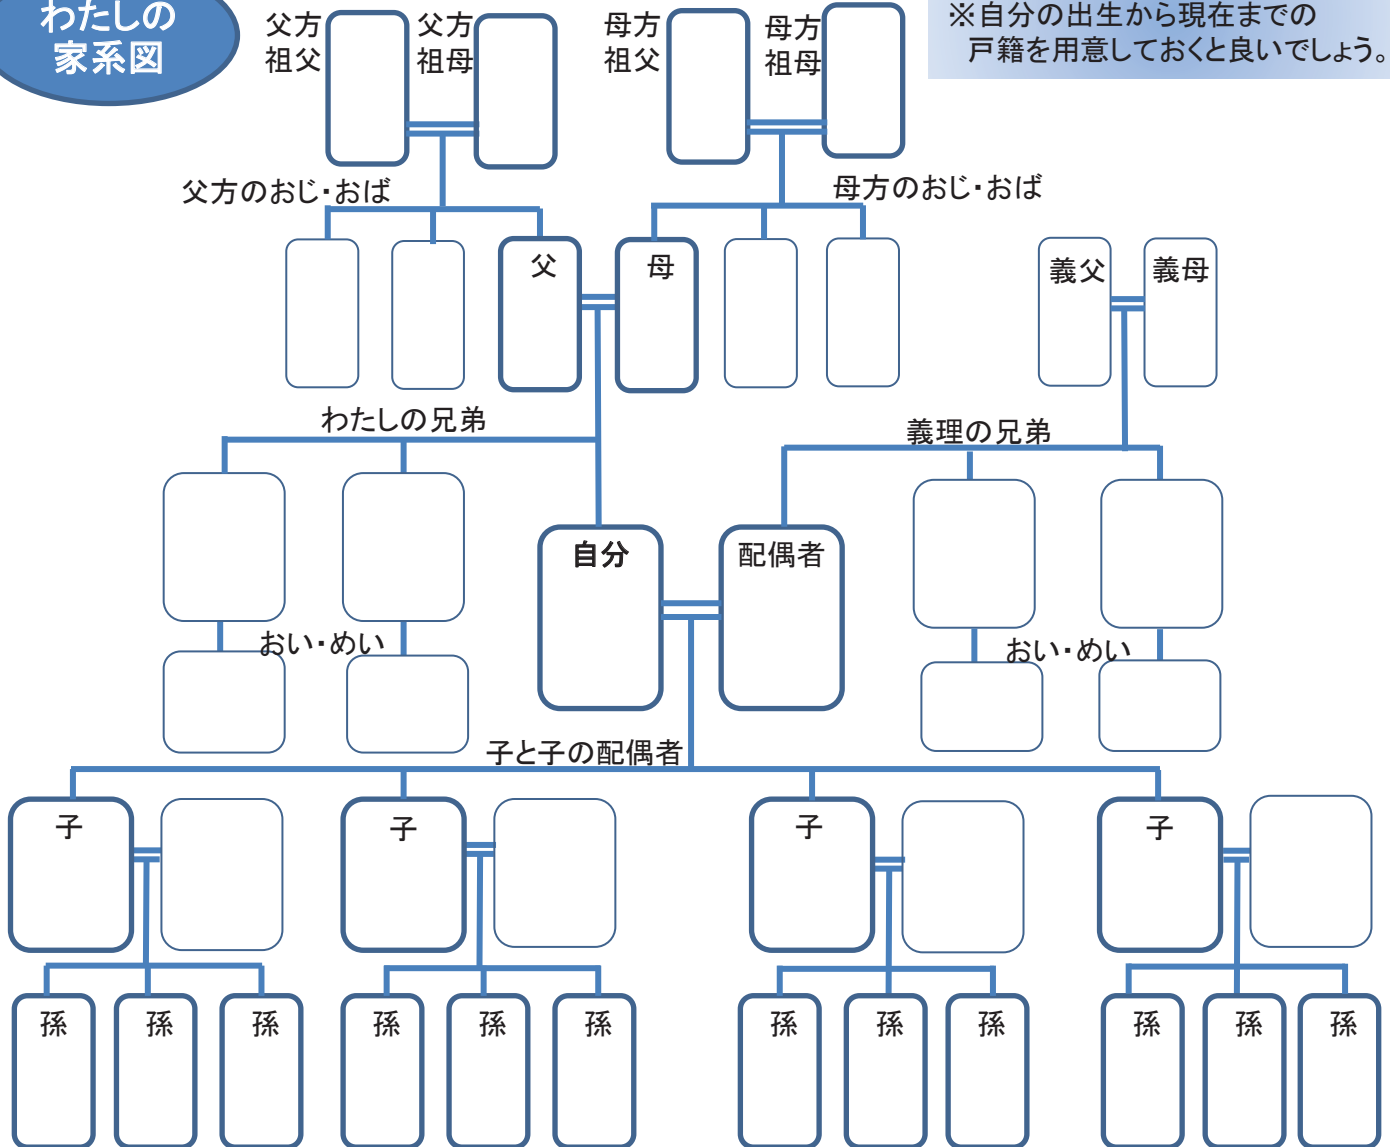 わたしの
家系図
父方
祖父
父方
祖母
母方
祖父
母方
祖母
※自分の出生から現在までの
戸籍を用意しておくと良いでしょう。
父方のおじ・おば
母方のおじ・おば
父
母
義父
義母
わたしの兄弟
義理の兄弟
自分
配偶者
おい・めい
おい・めい
子と子の配偶者
子
子
子
子
孫
孫
孫
孫
孫
孫
孫
孫
孫
孫
孫
孫